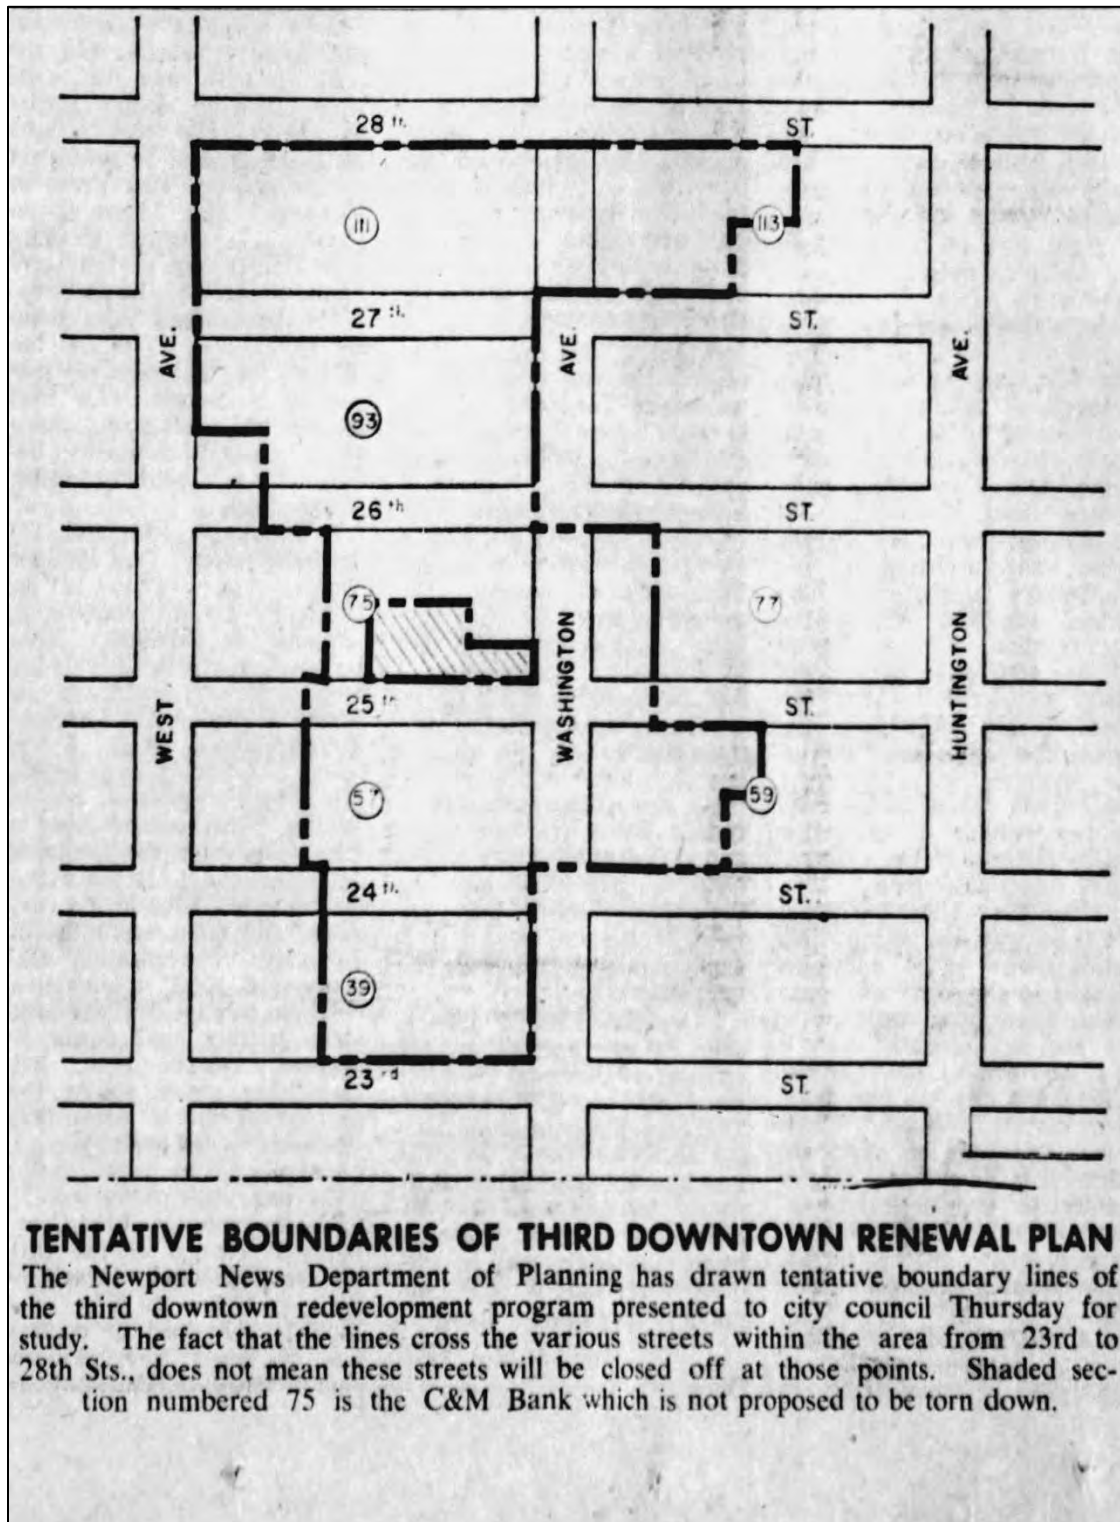 28th. ST.
111 113
27th. ST.
AVE. AVE. AVE.
93
26th ST.
75 77
WEST WASHINGTON HUNTINGTON
25th ST.
57 59
24th. ST.
39
23rd ST.
TENTATIVE BOUNDARIES OF THIRD DOWNTOWN RENEWAL PLAN
The Newport News Department of Planning has drawn tentative boundary lines of
the third downtown redevelopment program presented to city council Thursday for
study. The fact that the lines cross the various streets within the area from 23rd to
28th Sts., does not mean these streets will be closed off at those points. Shaded sec-
tion numbered 75 is the C&M Bank which is not proposed to be torn down.